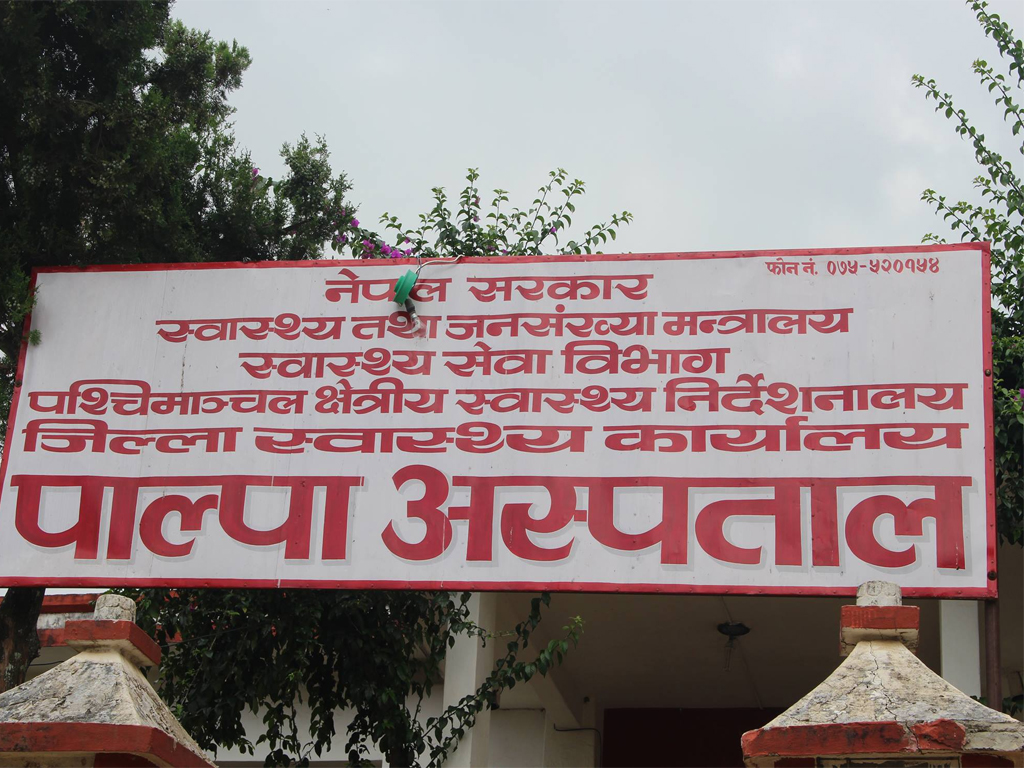 फोन नं. ०७५-५२०१५४
नेपाल सरकार
स्वास्थ्य तथा जनसंख्या मन्त्रालय
स्वास्थ्य सेवा विभाग
पश्चिमाञ्चल क्षेत्रीय स्वास्थ्य निर्देशनालय
जिल्ला स्वास्थ्य कार्यालय
पाल्पा अस्पताल